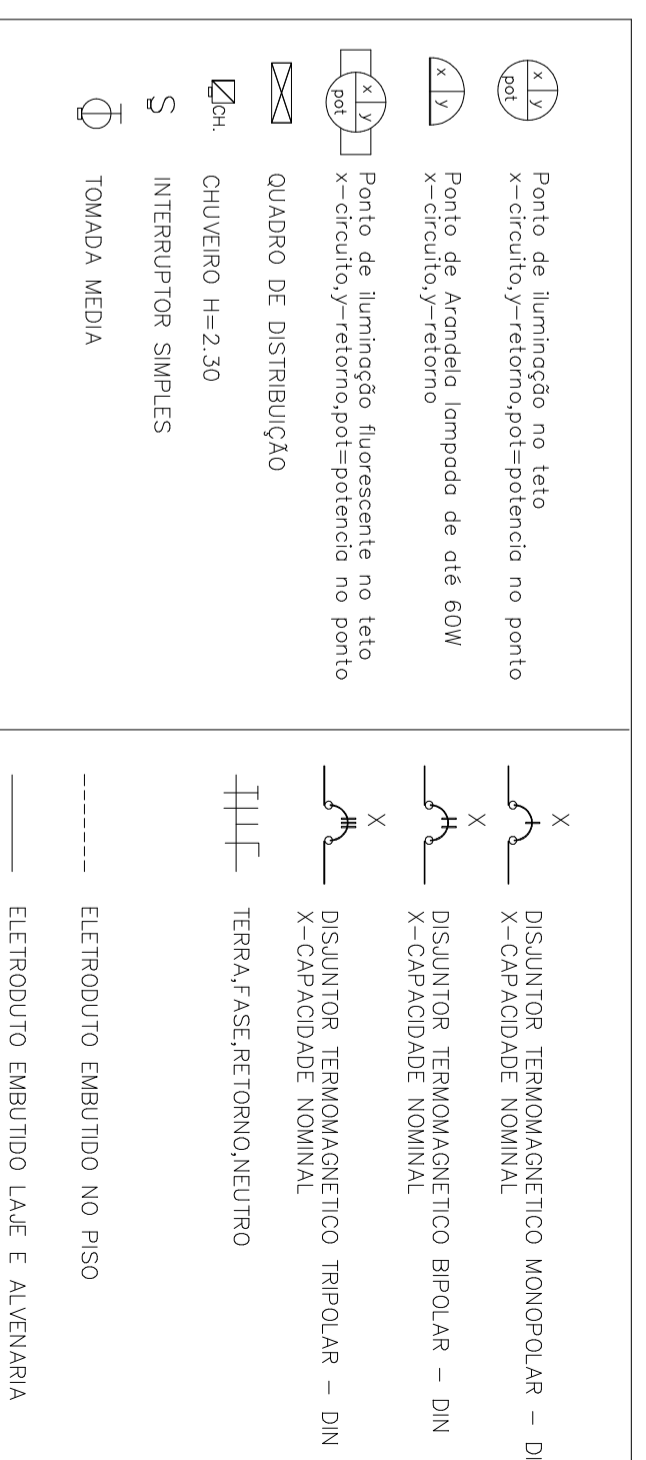 x y
pot
Ponto de iluminação no teto
x-circuito,y-retorno,pot=potencia no ponto
x y
Ponto de Arandela lampada de até 60W
x-circuito,y-retorno
x y
pot
Ponto de iluminação fluorescente no teto
x-circuito,y-retorno,pot=potencia no ponto
QUADRO DE DISTRIBUIÇÃO
CH.
CHUVEIRO H=2.30
INTERRUPTOR SIMPLES
TOMADA MEDIA
X
DISJUNTOR TERMOMAGNETICO MONOPOLAR - DI
X-CAPACIDADE NOMINAL
X
DISJUNTOR TERMOMAGNETICO BIPOLAR - DIN
X-CAPACIDADE NOMINAL
X
DISJUNTOR TERMOMAGNETICO TRIPOLAR - DIN
X-CAPACIDADE NOMINAL
TERRA,FASE,RETORNO,NEUTRO
ELETRODUTO EMBUTIDO NO PISO
ELETRODUTO EMBUTIDO LAJE E ALVENARIA